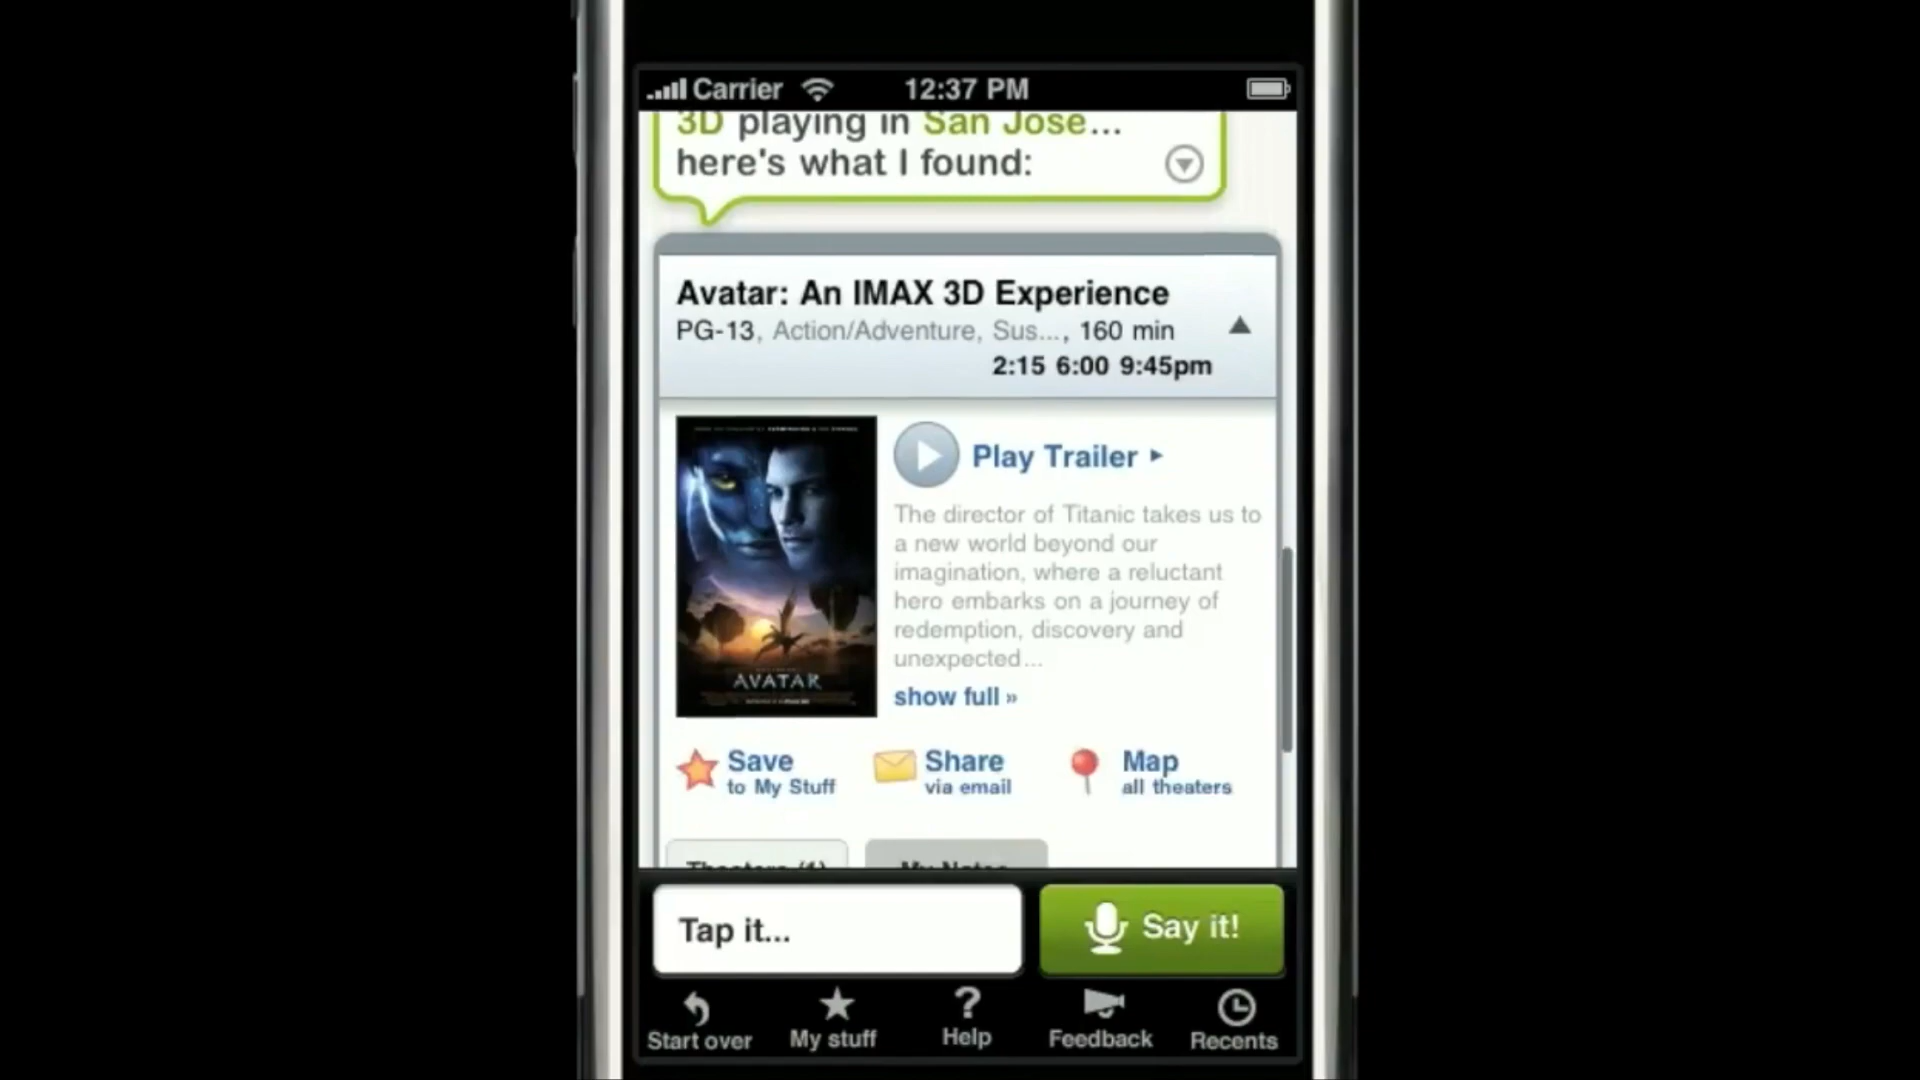 Carrier 12:37 PM
3D playing in San Jose...
here's what I found:
Avatar: An IMAX 3D Experience
PG-13, Action/Adventure, Sus..., 160 min
2:15 6:00 9:45pm
Play Trailer
The director of Titanic takes us to
a new world beyond our
imagination, where a reluctant
hero embarks on a journey of
redemption, discovery and
unexpected...
show full »
AVATAR
Save
to My Stuff
Share
via email
Map
all theaters
Theaters (1) My Notes
Tap it...
Say it!
Start over My stuff Help Feedback Recents